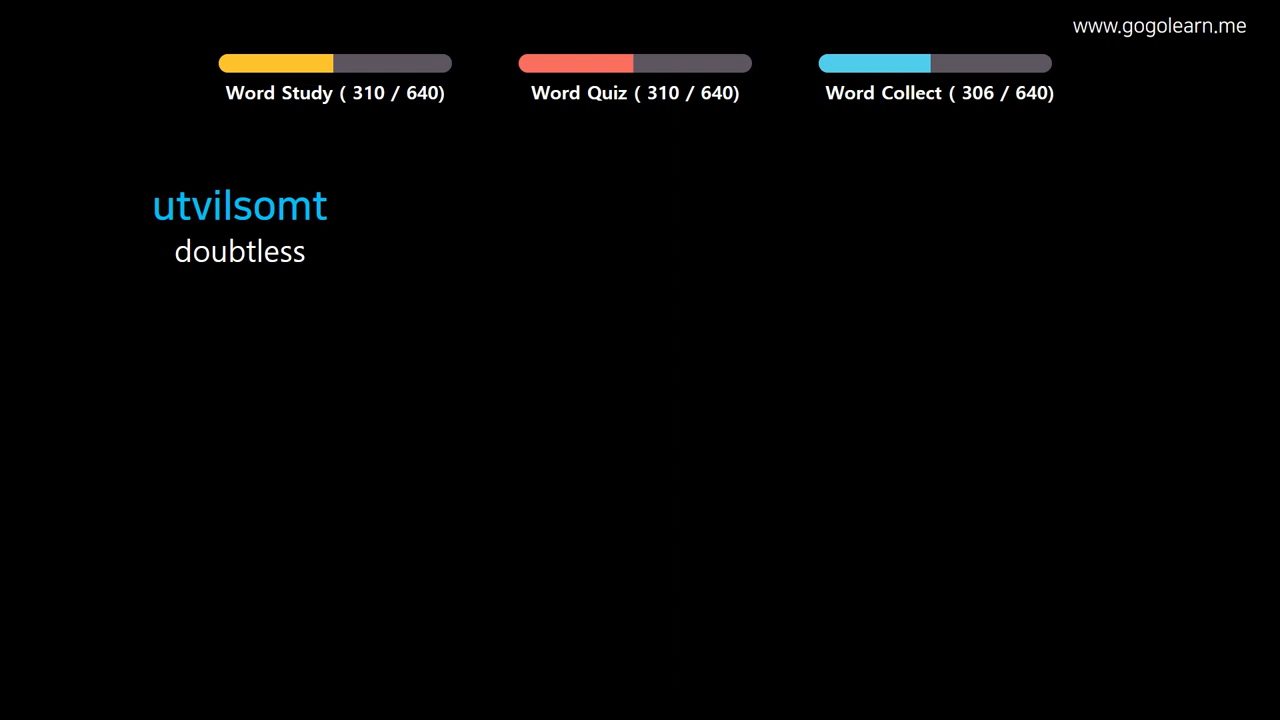 www.gogolearn.me
Word Study ( 310 / 640)
Word Quiz ( 310 / 640)
Word Collect ( 306 / 640)
utvilsomt
doubtless